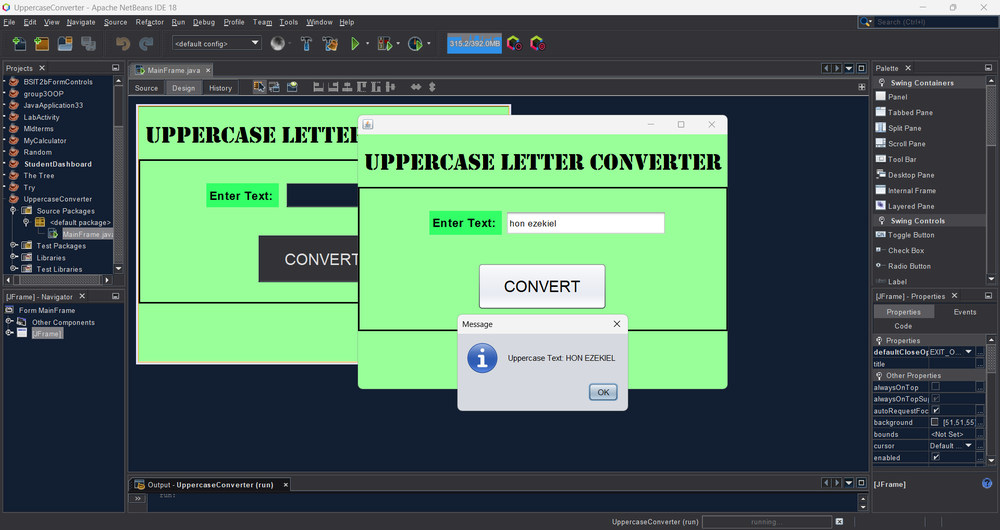 UppercaseConverter - Apache NetBeans IDE 18
File Edit View Navigate Source Refactor Run Debug Profile Team Tools Window Help
Search (Ctrl+I)
<default config>
315.2/392.0MB
Projects
MainFrame.java
Palette
Source Design History
BSIT2bFormControls
group3OOP
JavaApplication33
LabActivity
Midterms
MyCalculator
Random
StudentDashboard
The Tree
Try
UppercaseConverter
Source Packages
<default package>
MainFrame.java
Test Packages
Libraries
Test Libraries
[JFrame] - Navigator
Form MainFrame
Other Components
[JFrame]
UPPERCASE LETTER
Enter Text:
CONVERT
UPPERCASE LETTER CONVERTER
Enter Text:
hon ezekiel
CONVERT
Message
Uppercase Text: HON EZEKIEL
OK
Swing Containers
Panel
Tabbed Pane
Split Pane
Scroll Pane
Tool Bar
Desktop Pane
Internal Frame
Layered Pane
Swing Controls
Toggle Button
Check Box
Radio Button
Label
[JFrame] - Properties
Properties Events
Code
Properties
defaultCloseOp EXIT_O... ...
title ...
Other Properties
alwaysOnTop ...
alwaysOnTopSup
autoRequestFoc ...
background [51,51,55 ...
bounds <Not Set> ...
cursor Default ... ...
enabled ...
[JFrame]
Output - UppercaseConverter (run)
run:
UppercaseConverter (run) running...